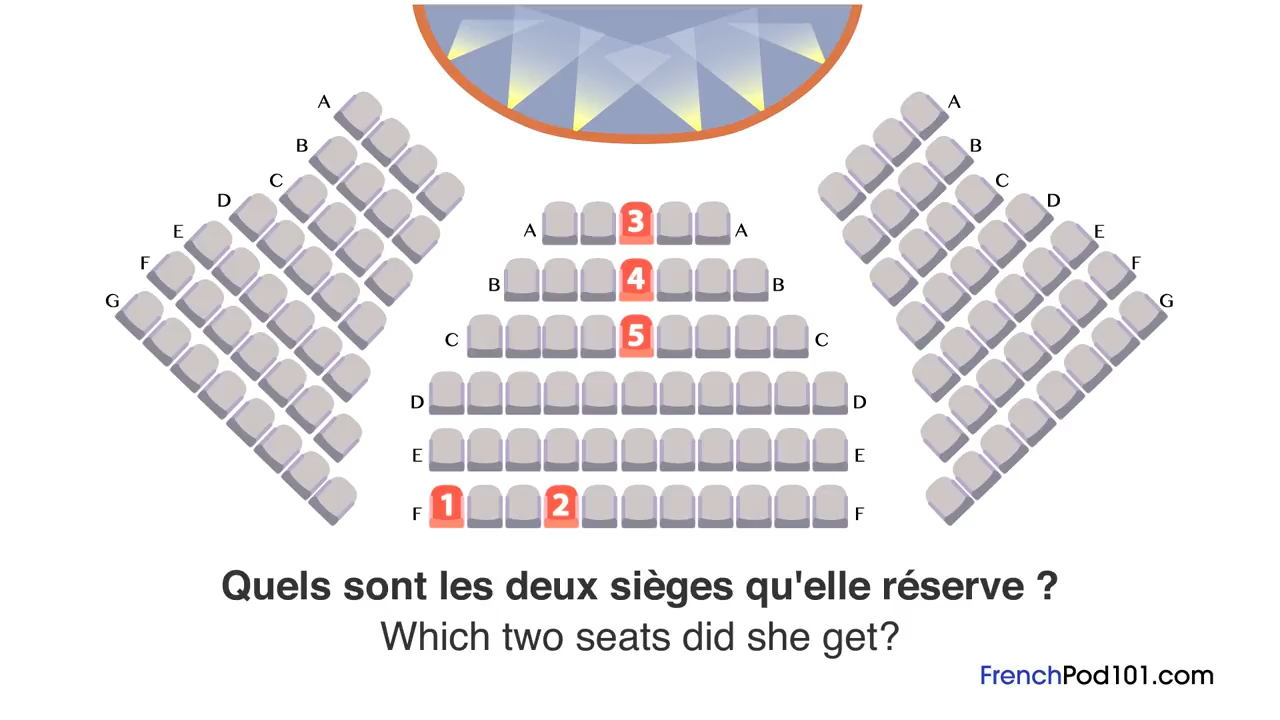 A
B
C
D
E
F
G
A
B
C
D
E
F
G
A 3 A
B 4 B
C 5 C
D D
E E
F 1 2 F
Quels sont les deux sièges qu'elle réserve ?
Which two seats did she get?
FrenchPod101.com